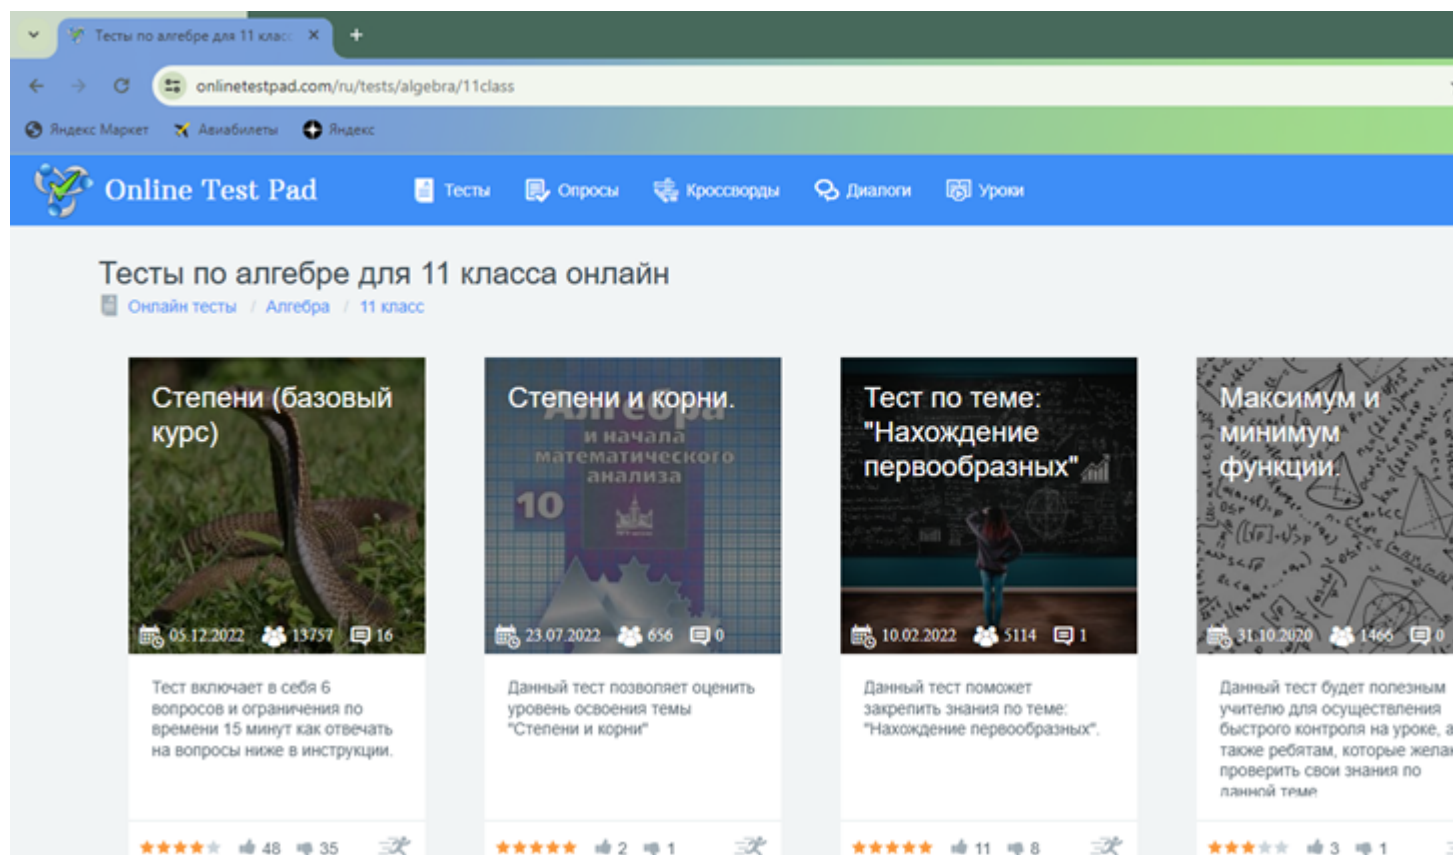 Тесты по алгебре для 11 класс
onlinetestpad.com/ru/tests/algebra/11class
Яндекс Маркет Авиабилеты Яндекс
Online Test Pad Тесты Опросы Кроссворды Диалоги Уроки
Тесты по алгебре для 11 класса онлайн
Онлайн тесты / Алгебра / 11 класс
Степени (базовый
курс)
05.12.2022 13757 16
Тест включает в себя 6
вопросов и ограничения по
времени 15 минут как отвечать
на вопросы ниже в инструкции.
48 35
Степени и корни.
Алгебра
и начала
математического
анализа
10
23.07.2022 656 0
Данный тест позволяет оценить
уровень освоения темы
"Степени и корни"
2 1
Тест по теме:
"Нахождение
первообразных"
10.02.2022 5114 1
Данный тест поможет
закрепить знания по теме:
"Нахождение первообразных".
11 8
Максимум и
минимум
функции.
31.10.2020 1466 0
Данный тест будет полезным
учителю для осуществления
быстрого контроля на уроке, а
также ребятам, которые жела
проверить свои знания по
данной теме
3 1